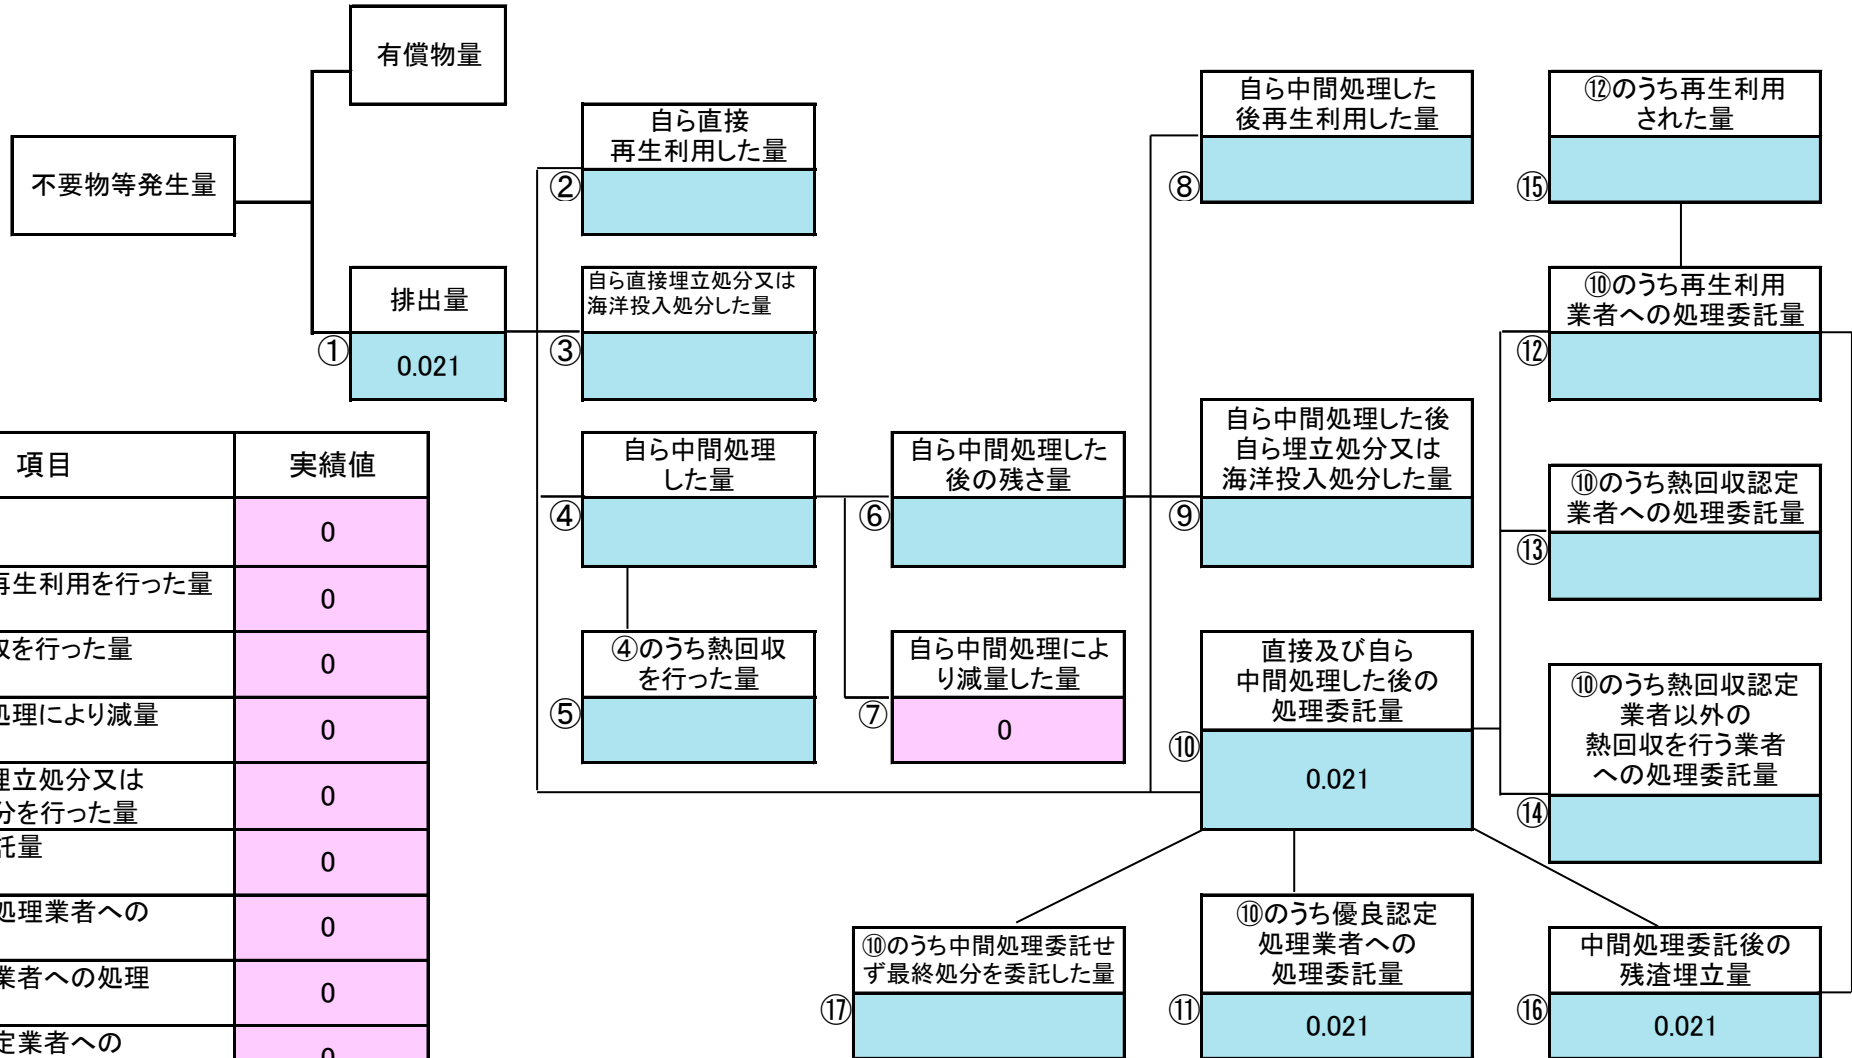 有償物量
不要物等発生量
排出量
①
0.021
自ら直接
再生利用した量
②
自ら直接埋立処分又は
海洋投入処分した量
③
自ら中間処理
した量
④
④のうち熱回収
を行った量
⑤
自ら中間処理した
後の残さ量
⑥
自ら中間処理によ
り減量した量
⑦
0
自ら中間処理した
後再生利用した量
⑧
自ら中間処理した後
自ら埋立処分又は
海洋投入処分した量
⑨
直接及び自ら
中間処理した後の
処理委託量
⑩
0.021
⑫のうち再生利用
された量
⑮
⑩のうち再生利用
業者への処理委託量
⑫
⑩のうち熱回収認定
業者への処理委託量
⑬
⑩のうち熱回収認定
業者以外の
熱回収を行う業者
への処理委託量
⑭
⑩のうち中間処理委託せ
ず最終処分を委託した量
⑰
⑩のうち優良認定
処理業者への
処理委託量
⑪
0.021
中間処理委託後の
残渣埋立量
⑯
0.021
項目 実績値
0
再生利用を行った量 0
を行った量 0
処理により減量 0
埋立処分又は
分を行った量 0
託量 0
処理業者への 0
業者への処理 0
定業者への 0